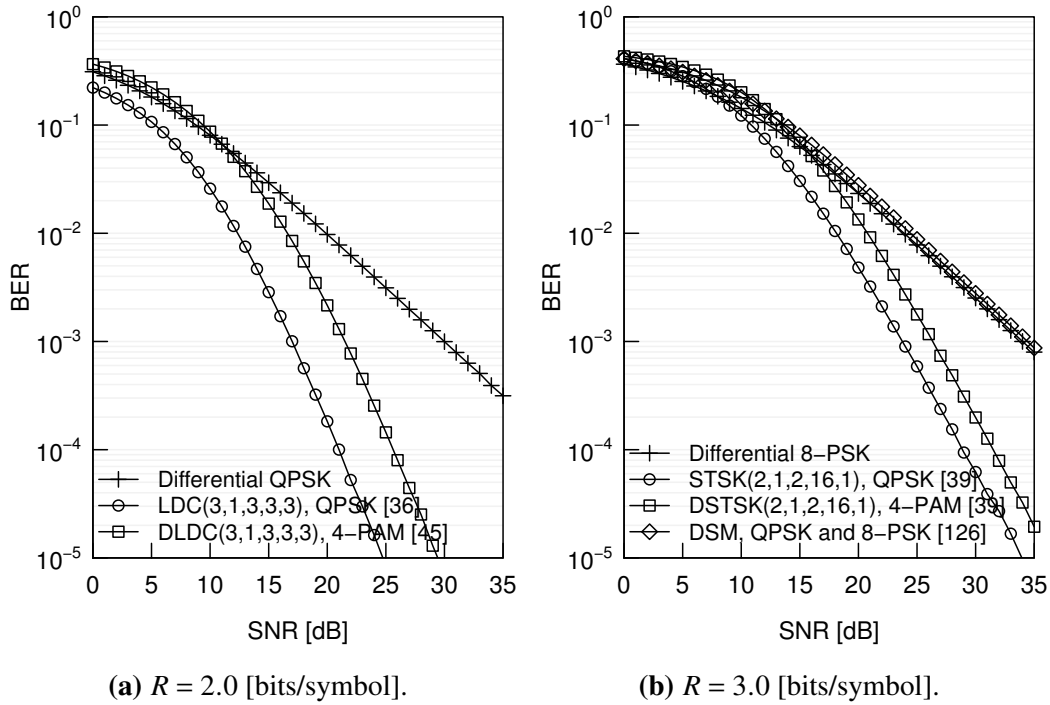 10⁰
10⁻¹
10⁻²
10⁻³
10⁻⁴
10⁻⁵
BER
0 5 10 15 20 25 30 35
SNR [dB]
Differential QPSK
LDC(3,1,3,3,3), QPSK [36]
DLDC(3,1,3,3,3), 4−PAM [45]
(a) R = 2.0 [bits/symbol].
10⁰
10⁻¹
10⁻²
10⁻³
10⁻⁴
10⁻⁵
BER
0 5 10 15 20 25 30 35
SNR [dB]
Differential 8−PSK
STSK(2,1,2,16,1), QPSK [39]
DSTSK(2,1,2,16,1), 4−PAM [39]
DSM, QPSK and 8−PSK [126]
(b) R = 3.0 [bits/symbol].